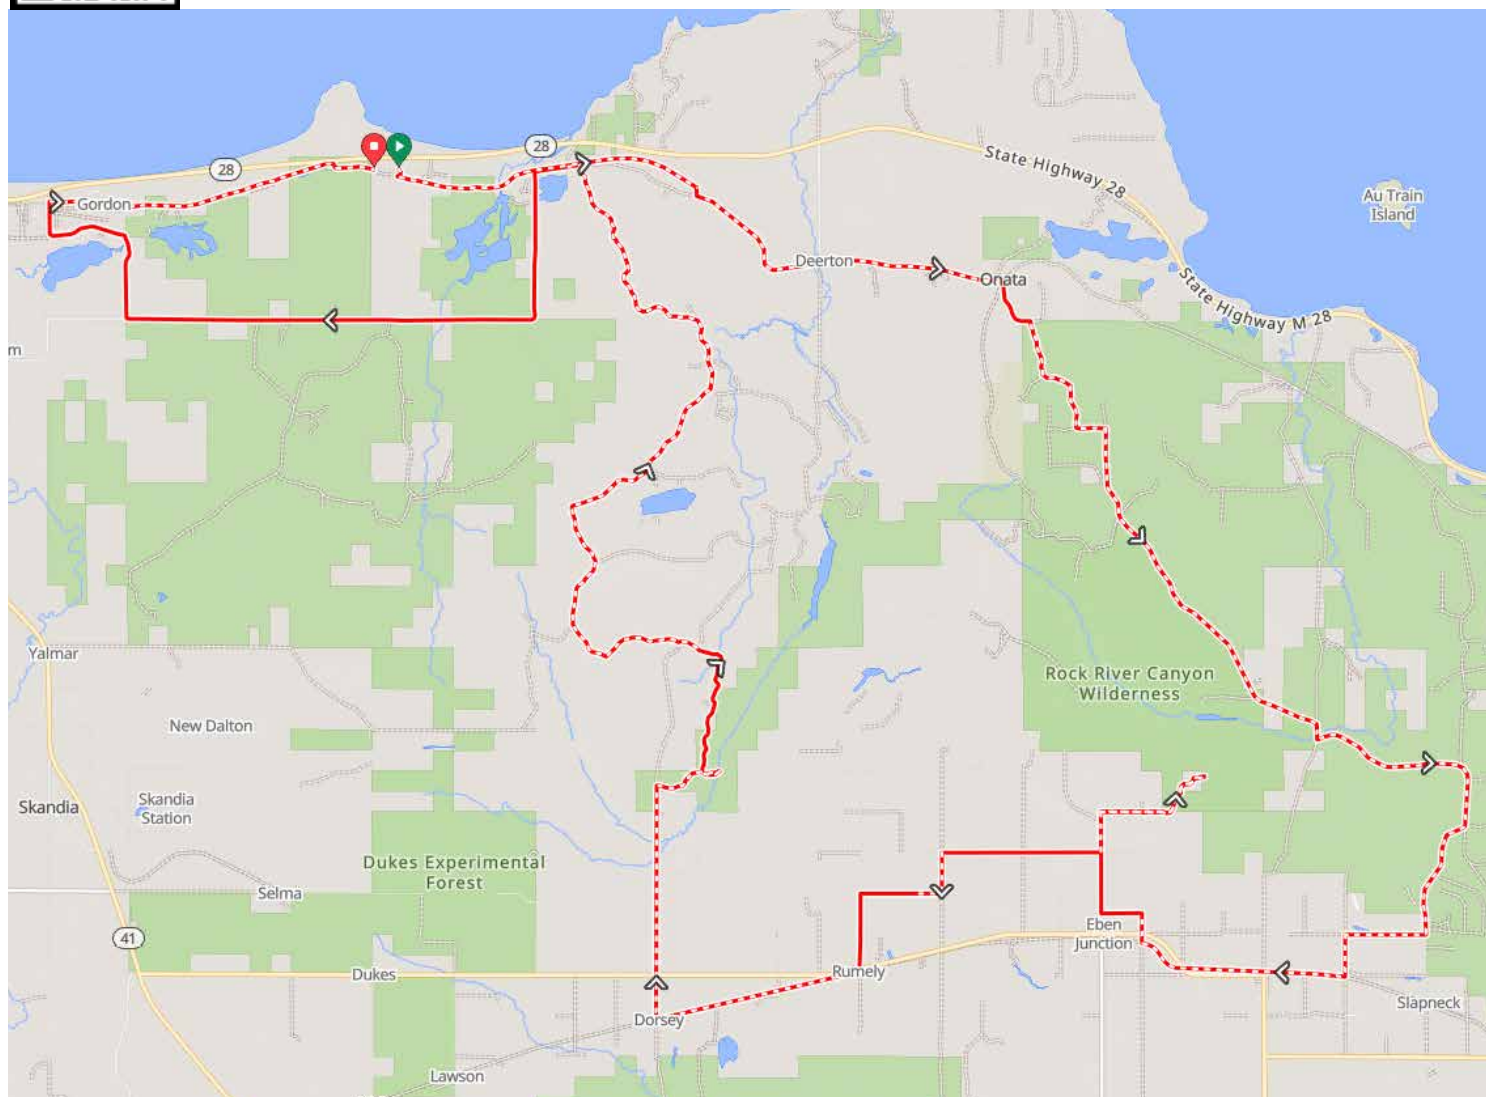 28
28
State Highway 28
Gordon
Au Train
Island
Deerton
Onata
State Highway M 28
m
Yalmar
Rock River Canyon
Wilderness
New Dalton
Skandia
Skandia
Station
Dukes Experimental
Forest
Selma
41
Eben
Junction
Dukes
Rumely
Slapneck
Dorsey
Lawson